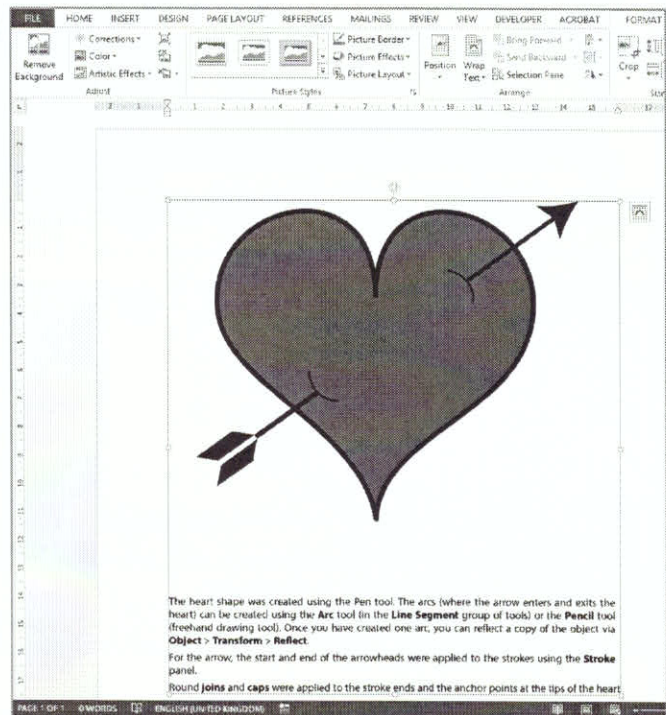 FILE HOME INSERT DESIGN PAGE LAYOUT REFERENCES MAILINGS REVIEW VIEW DEVELOPER ACROBAT FORMAT
Corrections Picture Border Bring Forward
Remove Background Color Picture Effects Position Wrap Text Send Backward Crop
Artistic Effects Picture Layout Selection Pane
Adjust Picture Styles Arrange
The heart shape was created using the Pen tool. The arcs (where the arrow enters and exits the
heart) can be created using the Arc tool (in the Line Segment group of tools) or the Pencil tool
(freehand drawing tool). Once you have created one arc, you can reflect a copy of the object via
Object > Transform > Reflect.
For the arrow, the start and end of the arrowheads were applied to the strokes using the Stroke
panel.
Round joins and caps were applied to the stroke ends and the anchor points at the tips of the heart
PAGE 1 OF 1 0 WORDS ENGLISH (UNITED KINGDOM)